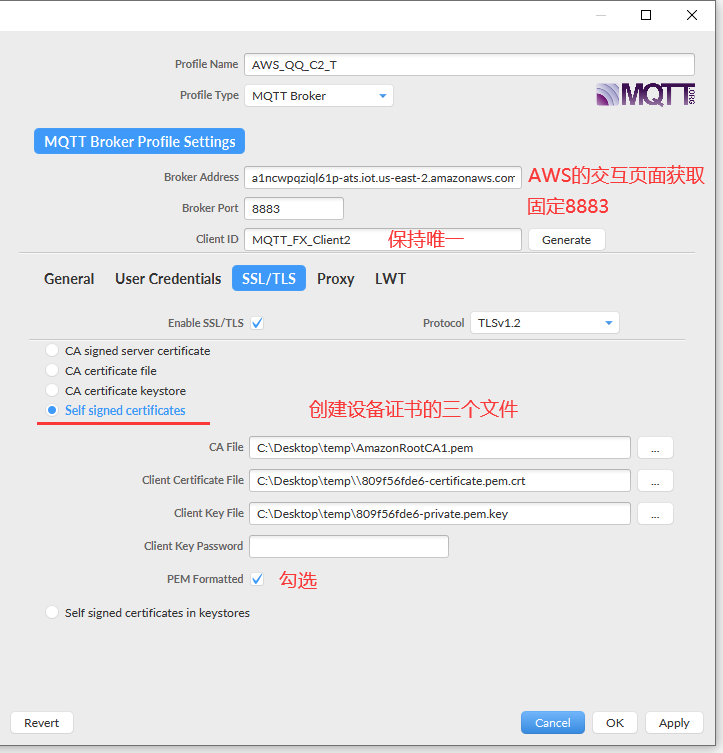 Profile Name AWS_QQ_C2_T
Profile Type MQTT Broker
MQTT.ORG
MQTT Broker Profile Settings
Broker Address a1ncwpqziql61p-ats.iot.us-east-2.amazonaws.com AWS的交互页面获取
Broker Port 8883 固定8883
Client ID MQTT_FX_Client2 保持唯一 Generate
General User Credentials SSL/TLS Proxy LWT
Enable SSL/TLS Protocol TLSv1.2
CA signed server certificate
CA certificate file
CA certificate keystore
Self signed certificates 创建设备证书的三个文件
CA File C:\Desktop\temp\AmazonRootCA1.pem ...
Client Certificate File C:\Desktop\temp\\809f56fde6-certificate.pem.crt ...
Client Key File C:\Desktop\temp\809f56fde6-private.pem.key ...
Client Key Password
PEM Formatted 勾选
Self signed certificates in keystores
Revert Cancel OK Apply